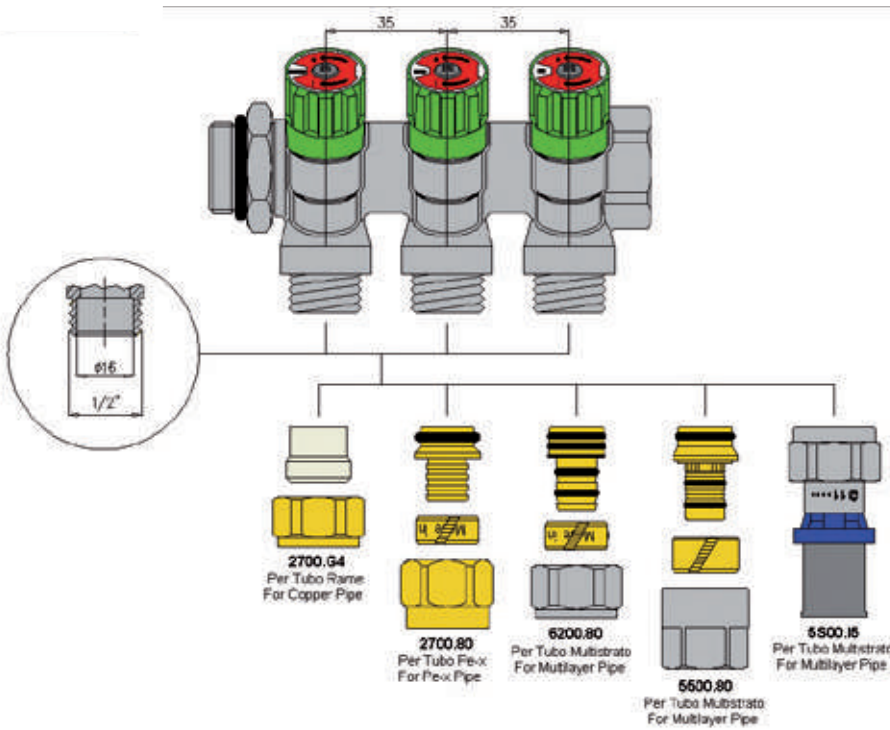 35 35
ø16
1/2"
2700.G4
Per Tubo Rame
For Copper Pipe
2700.80
Per Tubo Pe-x
For Pe-x Pipe
6200.80
Per Tubo Multistrato
For Multilayer Pipe
5500.80
Per Tubo Multistrato
For Multilayer Pipe
5S00.I5
Per Tubo Multistrato
For Multilayer Pipe